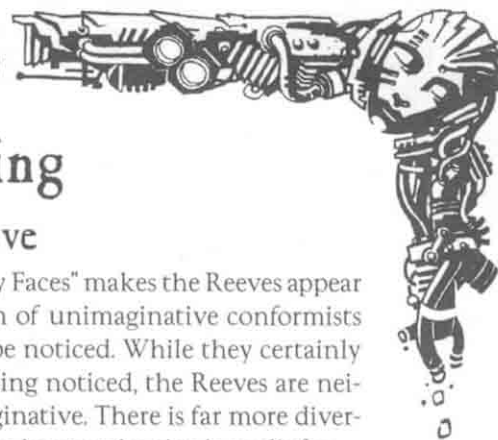 ing
ve
y Faces" makes the Reeves appear
n of unimaginative conformists
be noticed. While they certainly
ing noticed, the Reeves are nei-
ginative. There is far more diver-